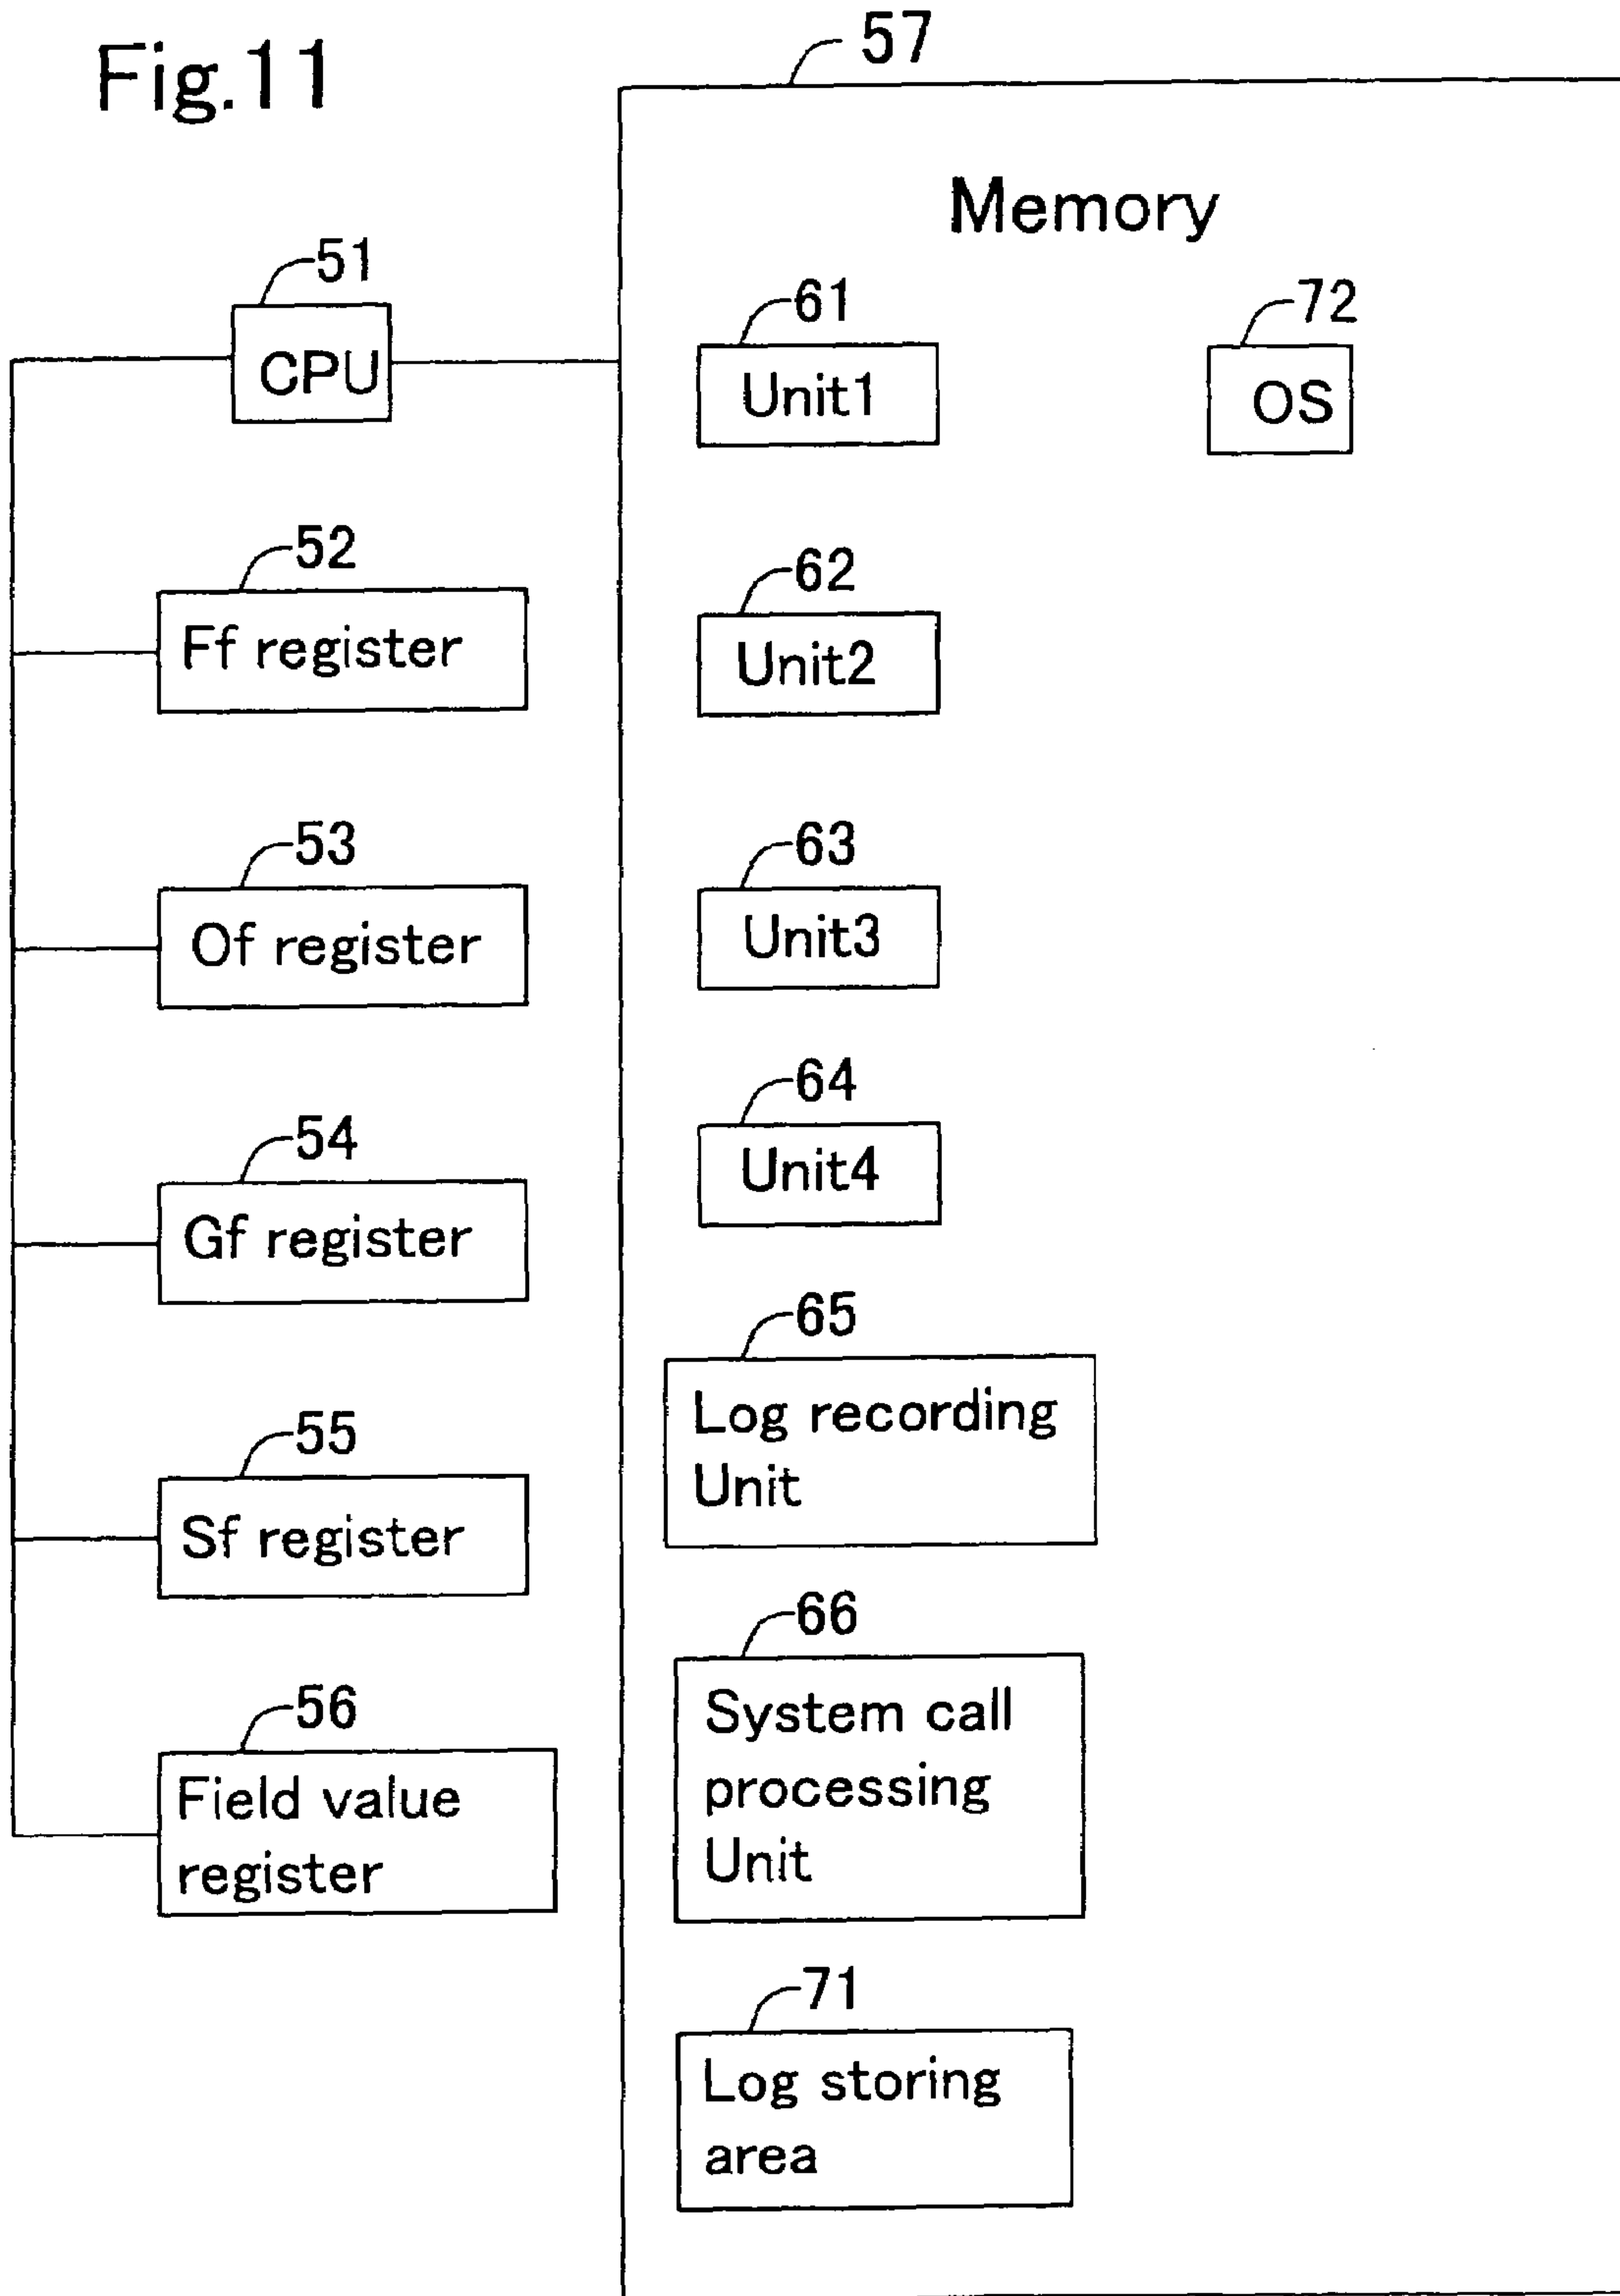 Fig.11
57
Memory
51
CPU
61
Unit1
72
OS
52
Ff register
62
Unit2
53
Of register
63
Unit3
54
Gf register
64
Unit4
55
Sf register
65
Log recording
Unit
56
Field value
register
66
System call
processing
Unit
71
Log storing
area